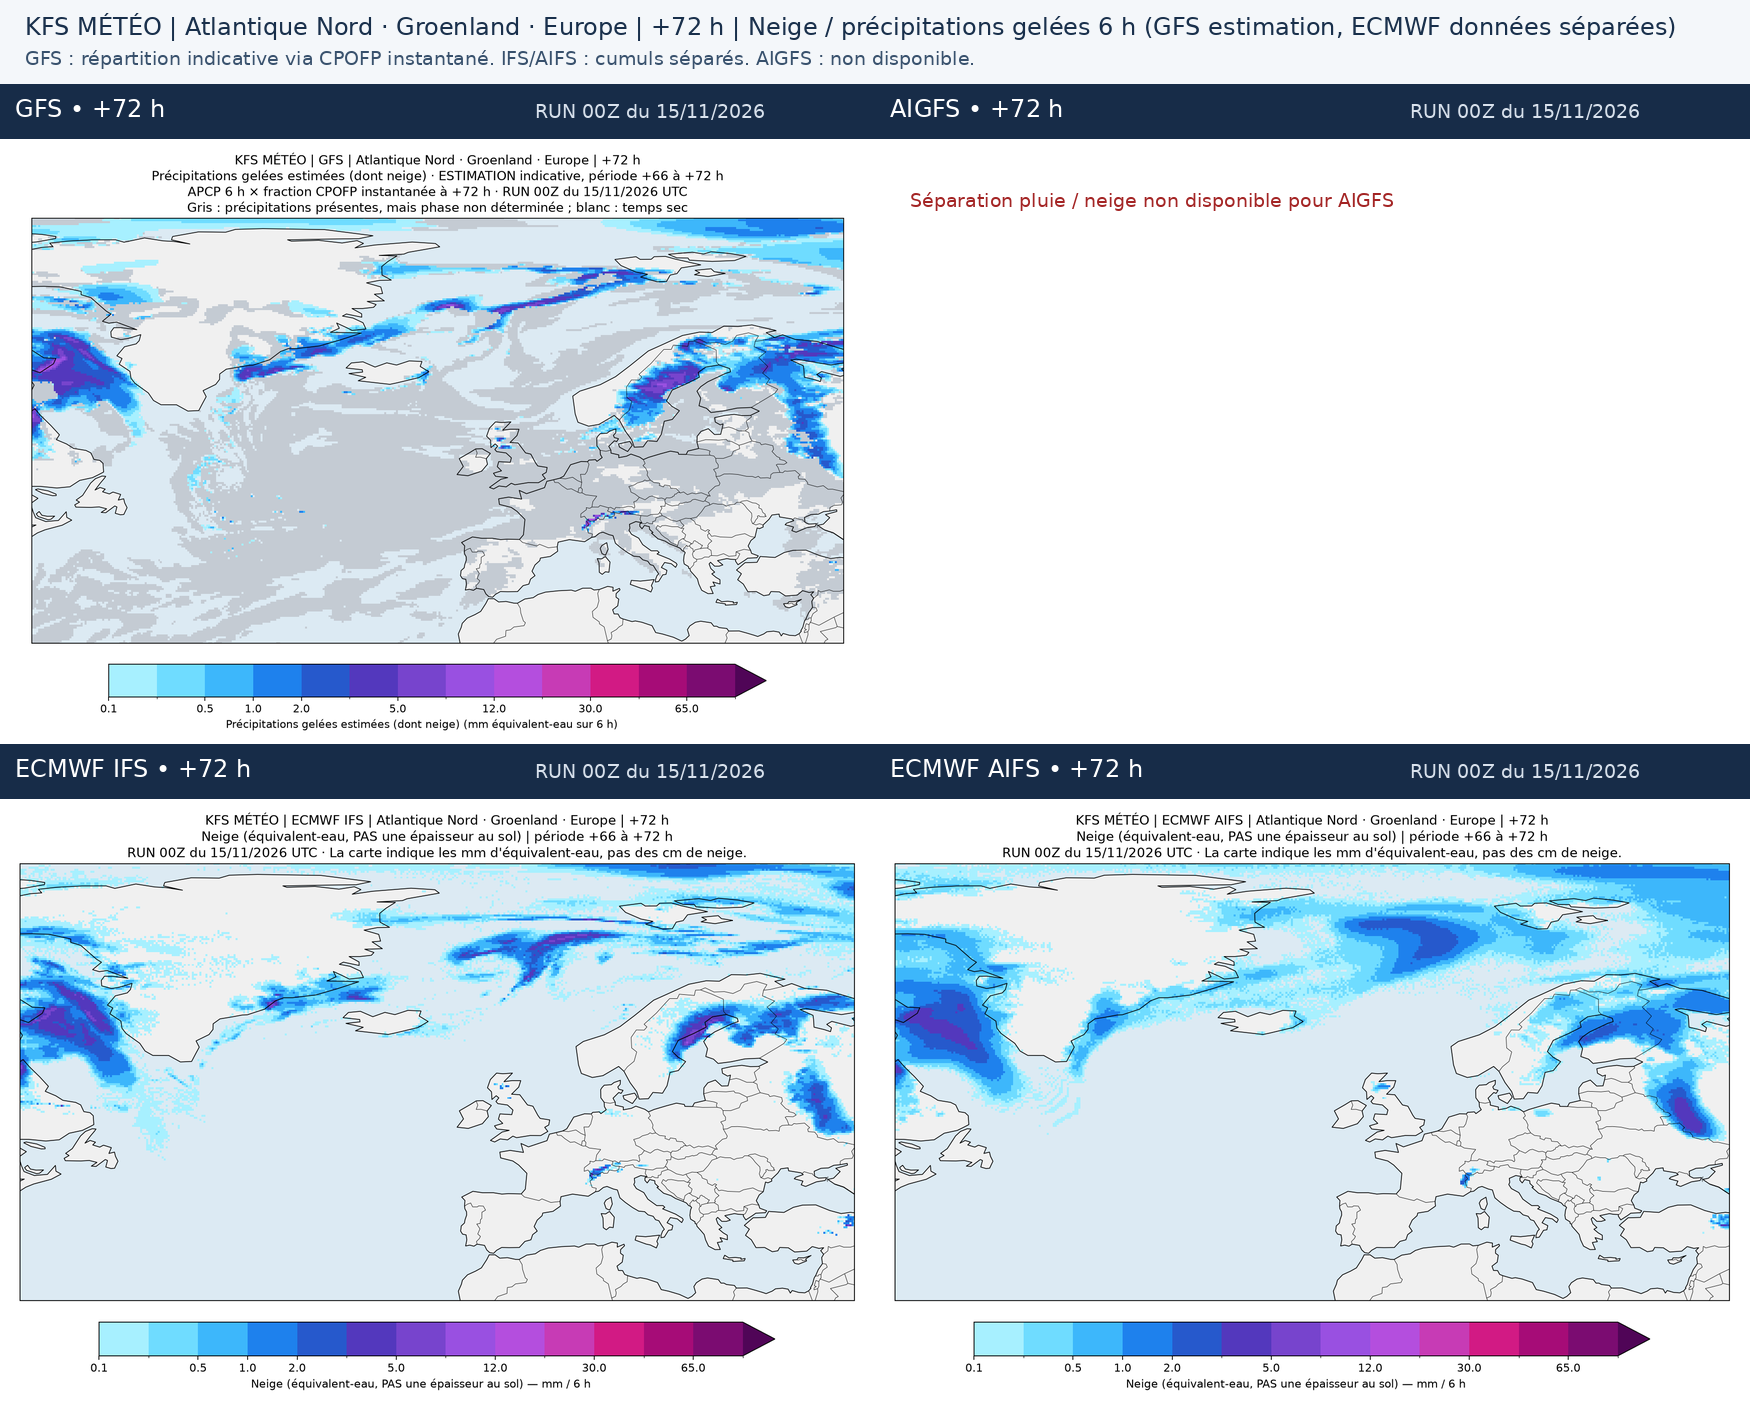 KFS MÉTÉO | Atlantique Nord · Groenland · Europe | +72 h | Neige / précipitations gelées 6 h (GFS estimation, ECMWF données séparées)
GFS : répartition indicative via CPOFP instantané. IFS/AIFS : cumuls séparés. AIGFS : non disponible.
GFS • +72 h
RUN 00Z du 15/11/2026
AIGFS • +72 h
RUN 00Z du 15/11/2026
KFS MÉTÉO | GFS | Atlantique Nord · Groenland · Europe | +72 h
Précipitations gelées estimées (dont neige) · ESTIMATION indicative, période +66 à +72 h
APCP 6 h × fraction CPOFP instantanée à +72 h · RUN 00Z du 15/11/2026 UTC
Gris : précipitations présentes, mais phase non déterminée ; blanc : temps sec
Séparation pluie / neige non disponible pour AIGFS
0.1 0.5 1.0 2.0 5.0 12.0 30.0 65.0
Précipitations gelées estimées (dont neige) (mm équivalent-eau sur 6 h)
ECMWF IFS • +72 h
RUN 00Z du 15/11/2026
ECMWF AIFS • +72 h
RUN 00Z du 15/11/2026
KFS MÉTÉO | ECMWF IFS | Atlantique Nord · Groenland · Europe | +72 h
Neige (équivalent-eau, PAS une épaisseur au sol) | période +66 à +72 h
RUN 00Z du 15/11/2026 UTC · La carte indique les mm d'équivalent-eau, pas des cm de neige.
0.1 0.5 1.0 2.0 5.0 12.0 30.0 65.0
Neige (équivalent-eau, PAS une épaisseur au sol) — mm / 6 h
KFS MÉTÉO | ECMWF AIFS | Atlantique Nord · Groenland · Europe | +72 h
Neige (équivalent-eau, PAS une épaisseur au sol) | période +66 à +72 h
RUN 00Z du 15/11/2026 UTC · La carte indique les mm d'équivalent-eau, pas des cm de neige.
0.1 0.5 1.0 2.0 5.0 12.0 30.0 65.0
Neige (équivalent-eau, PAS une épaisseur au sol) — mm / 6 h